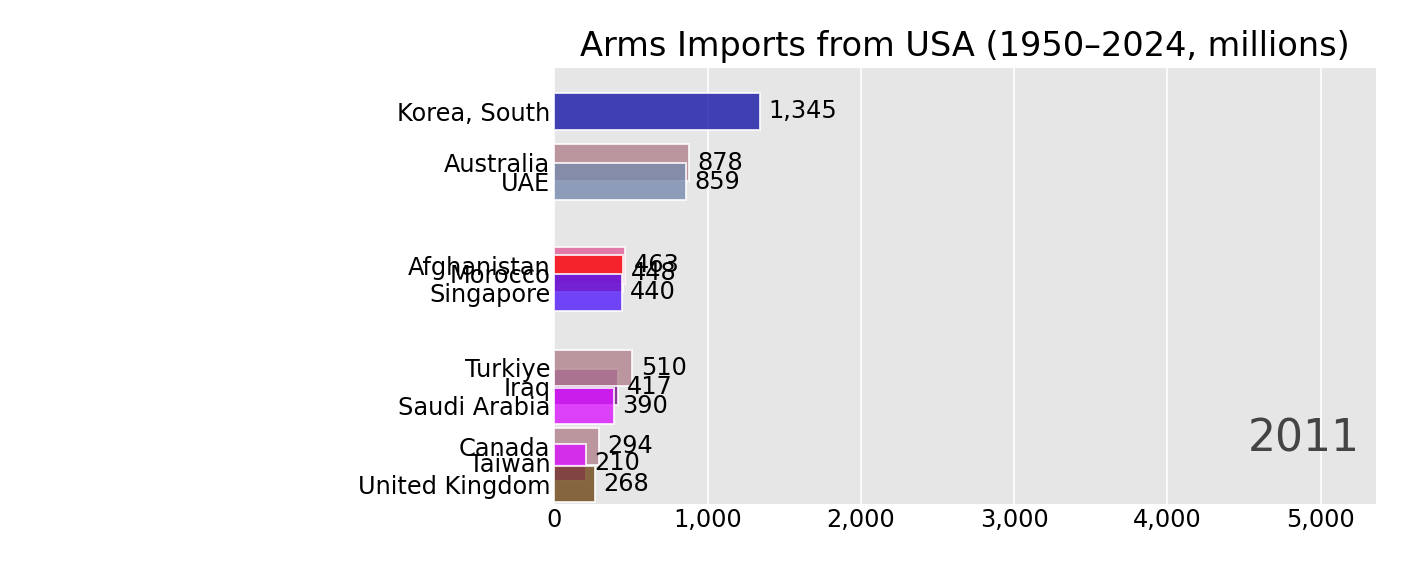 Arms Imports from USA (1950–2024, millions)
Korea, South 1,345
Australia 878
UAE 859
Afghanistan 463
Morocco 448
Singapore 440
Turkiye 510
Iraq 417
Saudi Arabia 390
Canada 294
Taiwan 210
United Kingdom 268
2011
0 1,000 2,000 3,000 4,000 5,000